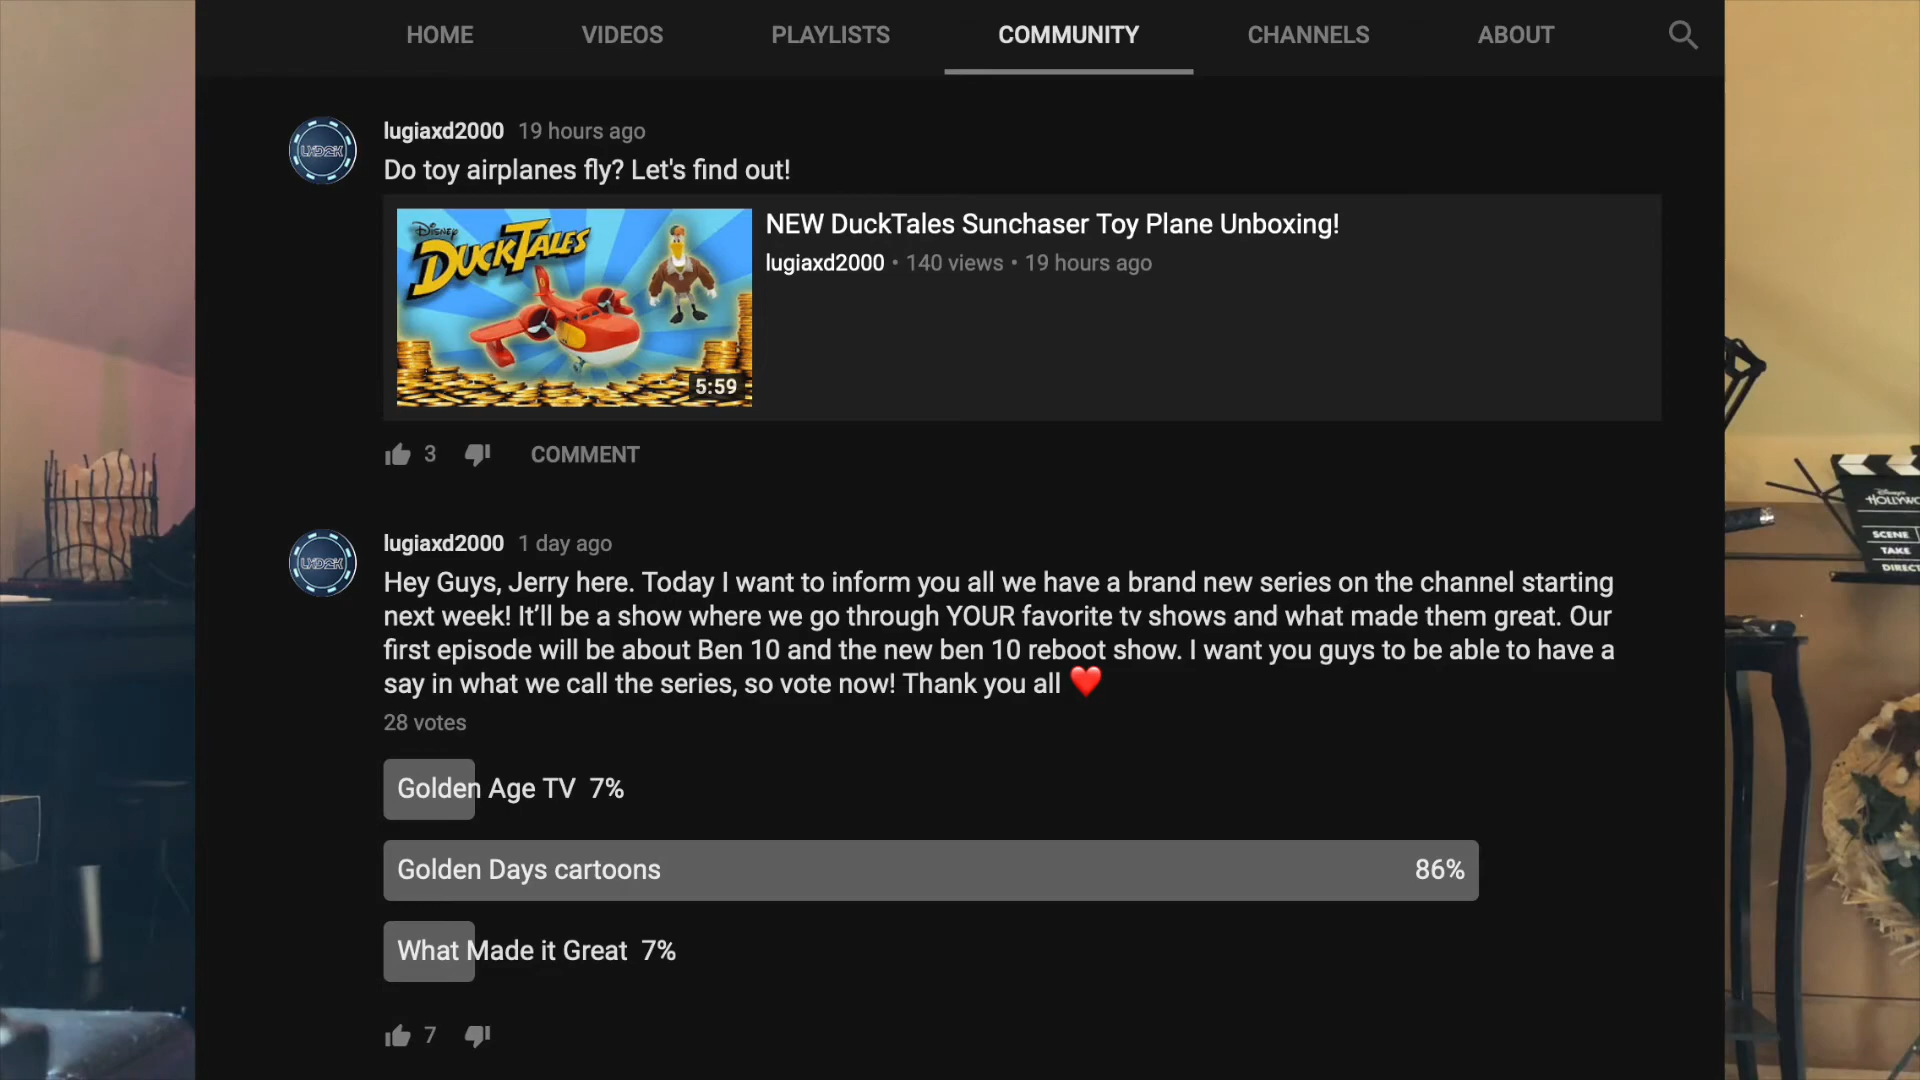 HOME VIDEOS PLAYLISTS COMMUNITY CHANNELS ABOUT
lugiaxd2000 19 hours ago
Do toy airplanes fly? Let's find out!
Disney
DUCKTALES
5:59
NEW DuckTales Sunchaser Toy Plane Unboxing!
lugiaxd2000 • 140 views • 19 hours ago
3 COMMENT
lugiaxd2000 1 day ago
Hey Guys, Jerry here. Today I want to inform you all we have a brand new series on the channel starting
next week! It’ll be a show where we go through YOUR favorite tv shows and what made them great. Our
first episode will be about Ben 10 and the new ben 10 reboot show. I want you guys to be able to have a
say in what we call the series, so vote now! Thank you all ❤️
28 votes
Golden Age TV 7%
Golden Days cartoons 86%
What Made it Great 7%
7
LXD2K
LXD2K
Disney's
SCENE
TAKE